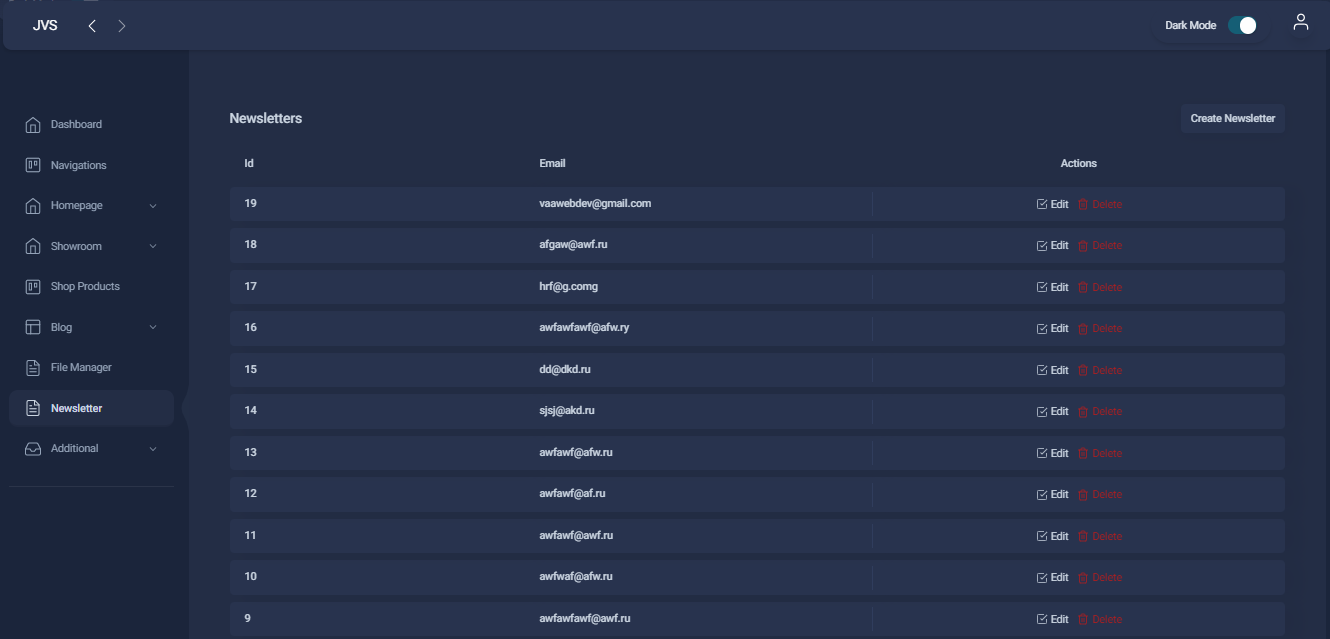 JVS
Dark Mode
Dashboard
Navigations
Homepage
Showroom
Shop Products
Blog
File Manager
Newsletter
Additional
Newsletters
Create Newsletter
Id Email Actions
19 vaawebdev@gmail.com Edit Delete
18 afgaw@awf.ru Edit Delete
17 hrf@g.comg Edit Delete
16 awfawfawf@afw.ry Edit Delete
15 dd@dkd.ru Edit Delete
14 sjsj@akd.ru Edit Delete
13 awfawf@afw.ru Edit Delete
12 awfawf@af.ru Edit Delete
11 awfawf@awf.ru Edit Delete
10 awfwaf@afw.ru Edit Delete
9 awfawfawf@awf.ru Edit Delete